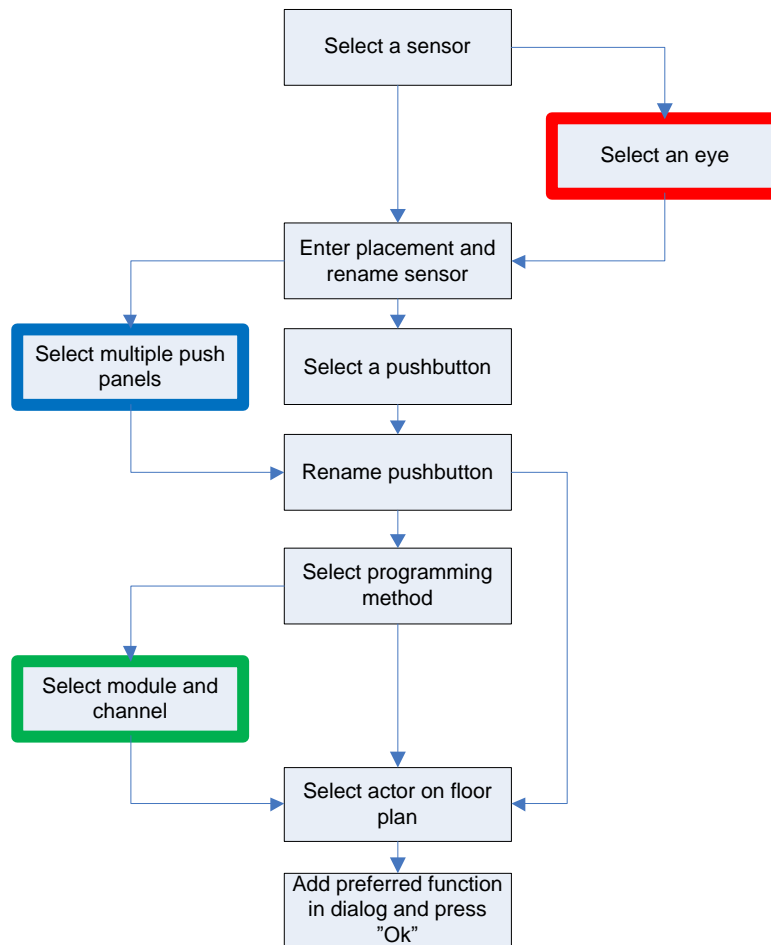 Select a sensor
Select an eye
Enter placement and
rename sensor
Select multiple push
panels
Select a pushbutton
Rename pushbutton
Select programming
method
Select module and
channel
Select actor on floor
plan
Add preferred function
in dialog and press
”Ok”